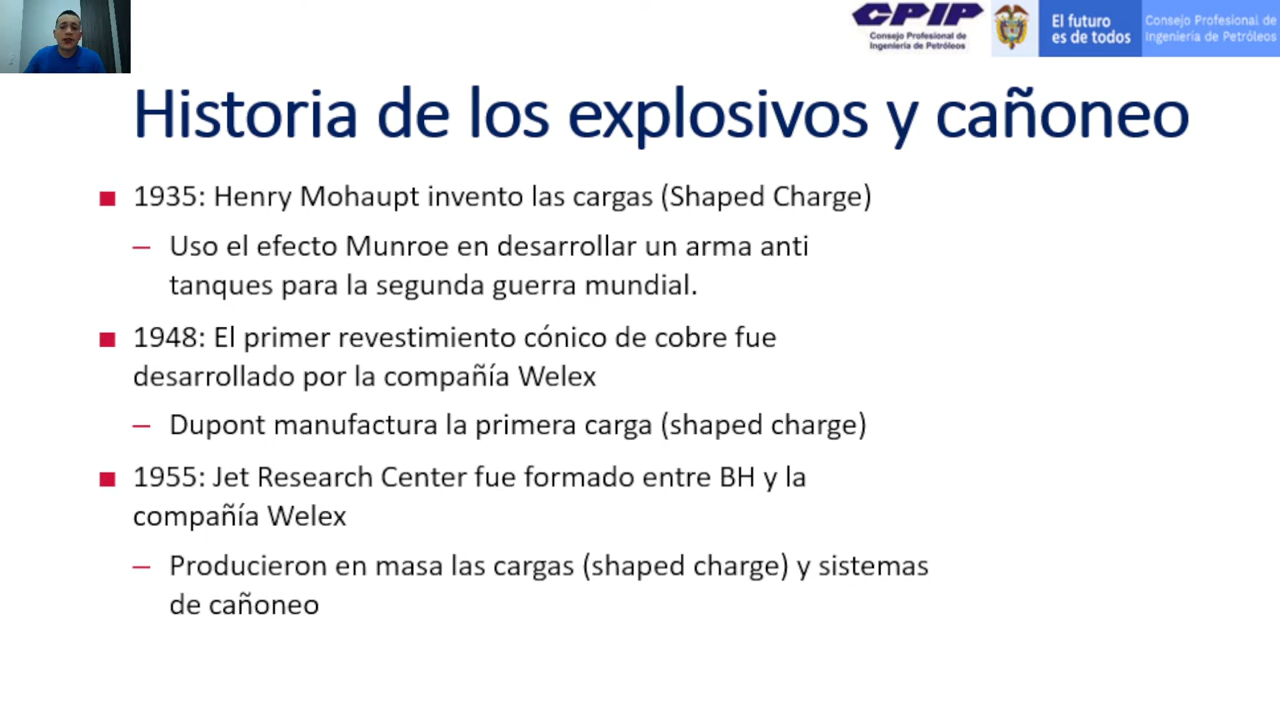 CPIP
Consejo Profesional de
Ingeniería de Petróleos
El futuro
es de todos
Consejo Profesional de
Ingeniería de Petróleos
Historia de los explosivos y cañoneo
1935: Henry Mohaupt invento las cargas (Shaped Charge)
– Uso el efecto Munroe en desarrollar un arma anti
tanques para la segunda guerra mundial.
1948: El primer revestimiento cónico de cobre fue
desarrollado por la compañía Welex
– Dupont manufactura la primera carga (shaped charge)
1955: Jet Research Center fue formado entre BH y la
compañía Welex
– Producieron en masa las cargas (shaped charge) y sistemas
de cañoneo